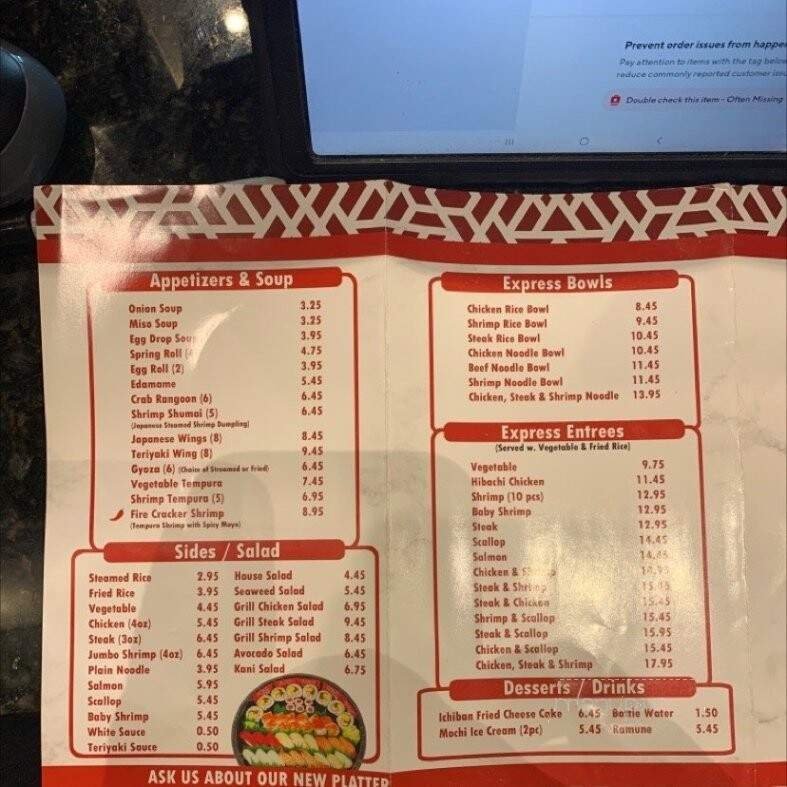 Prevent order issues from
Pay attention to items with the tag
reduce commonly reported customer
Double check this item - Often Missing
Appetizers & Soup
Onion Soup 3.25
Miso Soup 3.25
Egg Drop Soup 3.95
Spring Roll 4.75
Egg Roll (2) 3.95
Edamame 5.45
Crab Rangoon (6) 6.45
Shrimp Shumai (5) 6.45
(Japanese Steamed Shrimp Dumpling)
Japanese Wings (8) 8.45
Teriyaki Wing (8) 9.45
Gyoza (6) (Choice of Streamed or Fried) 6.45
Vegetable Tempura 7.45
Shrimp Tempura (5) 6.95
Fire Cracker Shrimp 8.95
(Tempura Shrimp with Spicy Mayo)
Sides / Salad
Steamed Rice 2.95
Fried Rice 3.95
Vegetable 4.45
Chicken (4oz) 5.45
Steak (3oz) 6.45
Jumbo Shrimp (4oz) 6.45
Plain Noodle 3.95
Salmon 5.95
Scallop 5.45
Baby Shrimp 5.45
White Sauce 0.50
Teriyaki Sauce 0.50
House Salad 4.45
Seaweed Salad 5.45
Grill Chicken Salad 6.95
Grill Steak Salad 9.45
Grill Shrimp Salad 8.45
Avocado Salad 6.45
Kani Salad 6.75
ASK US ABOUT OUR NEW PLATTER
Express Bowls
Chicken Rice Bowl 8.45
Shrimp Rice Bowl 9.45
Steak Rice Bowl 10.45
Chicken Noodle Bowl 10.45
Beef Noodle Bowl 11.45
Shrimp Noodle Bowl 11.45
Chicken, Steak & Shrimp Noodle 13.95
Express Entrees
(Served w. Vegetable & Fried Rice)
Vegetable 9.75
Hibachi Chicken 11.45
Shrimp (10 pcs) 12.95
Baby Shrimp 12.95
Steak 12.95
Scallop 14.45
Salmon 14.45
Chicken & Shrimp
Steak & Shrimp 15.45
Steak & Chicken 15.45
Shrimp & Scallop 15.45
Steak & Scallop 15.95
Chicken & Scallop 15.45
Chicken, Steak & Shrimp 17.95
Desserts / Drinks
Ichiban Fried Cheese Cake 6.45
Mochi Ice Cream (2pc) 5.45
Bottle Water 1.50
Ramune 5.45